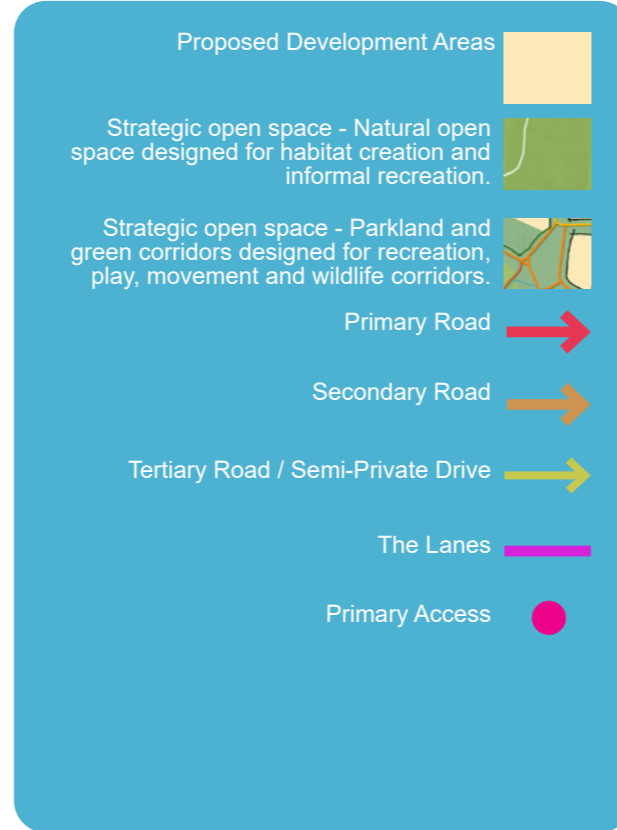 Proposed Development Areas
Strategic open space - Natural open
space designed for habitat creation and
informal recreation.
Strategic open space - Parkland and
green corridors designed for recreation,
play, movement and wildlife corridors.
Primary Road
Secondary Road
Tertiary Road / Semi-Private Drive
The Lanes
Primary Access